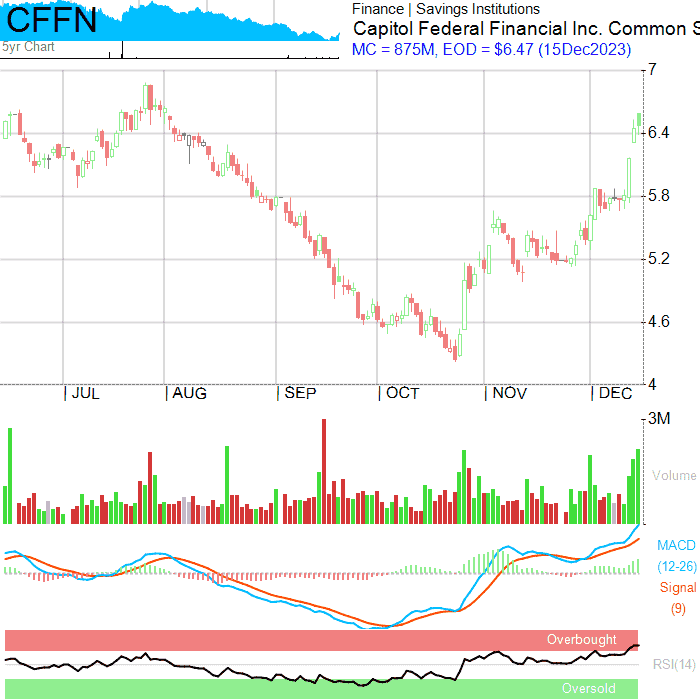 CFFN
5yr Chart
Finance | Savings Institutions
Capitol Federal Financial Inc. Common S
MC = 875M, EOD = $6.47 (15Dec2023)
7
6.4
5.8
5.2
4.6
4
JUL
AUG
SEP
OCT
NOV
DEC
3M
Volume
MACD
(12-26)
Signal
(9)
Overbought
RSI(14)
Oversold